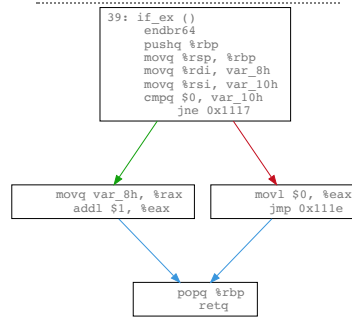 39: if_ex ()
endbr64
pushq %rbp
movq %rsp, %rbp
movq %rdi, var_8h
movq %rsi, var_10h
cmpq $0, var_10h
jne 0x1117
movq var_8h, %rax
addl $1, %eax
movl $0, %eax
jmp 0x111e
popq %rbp
retq